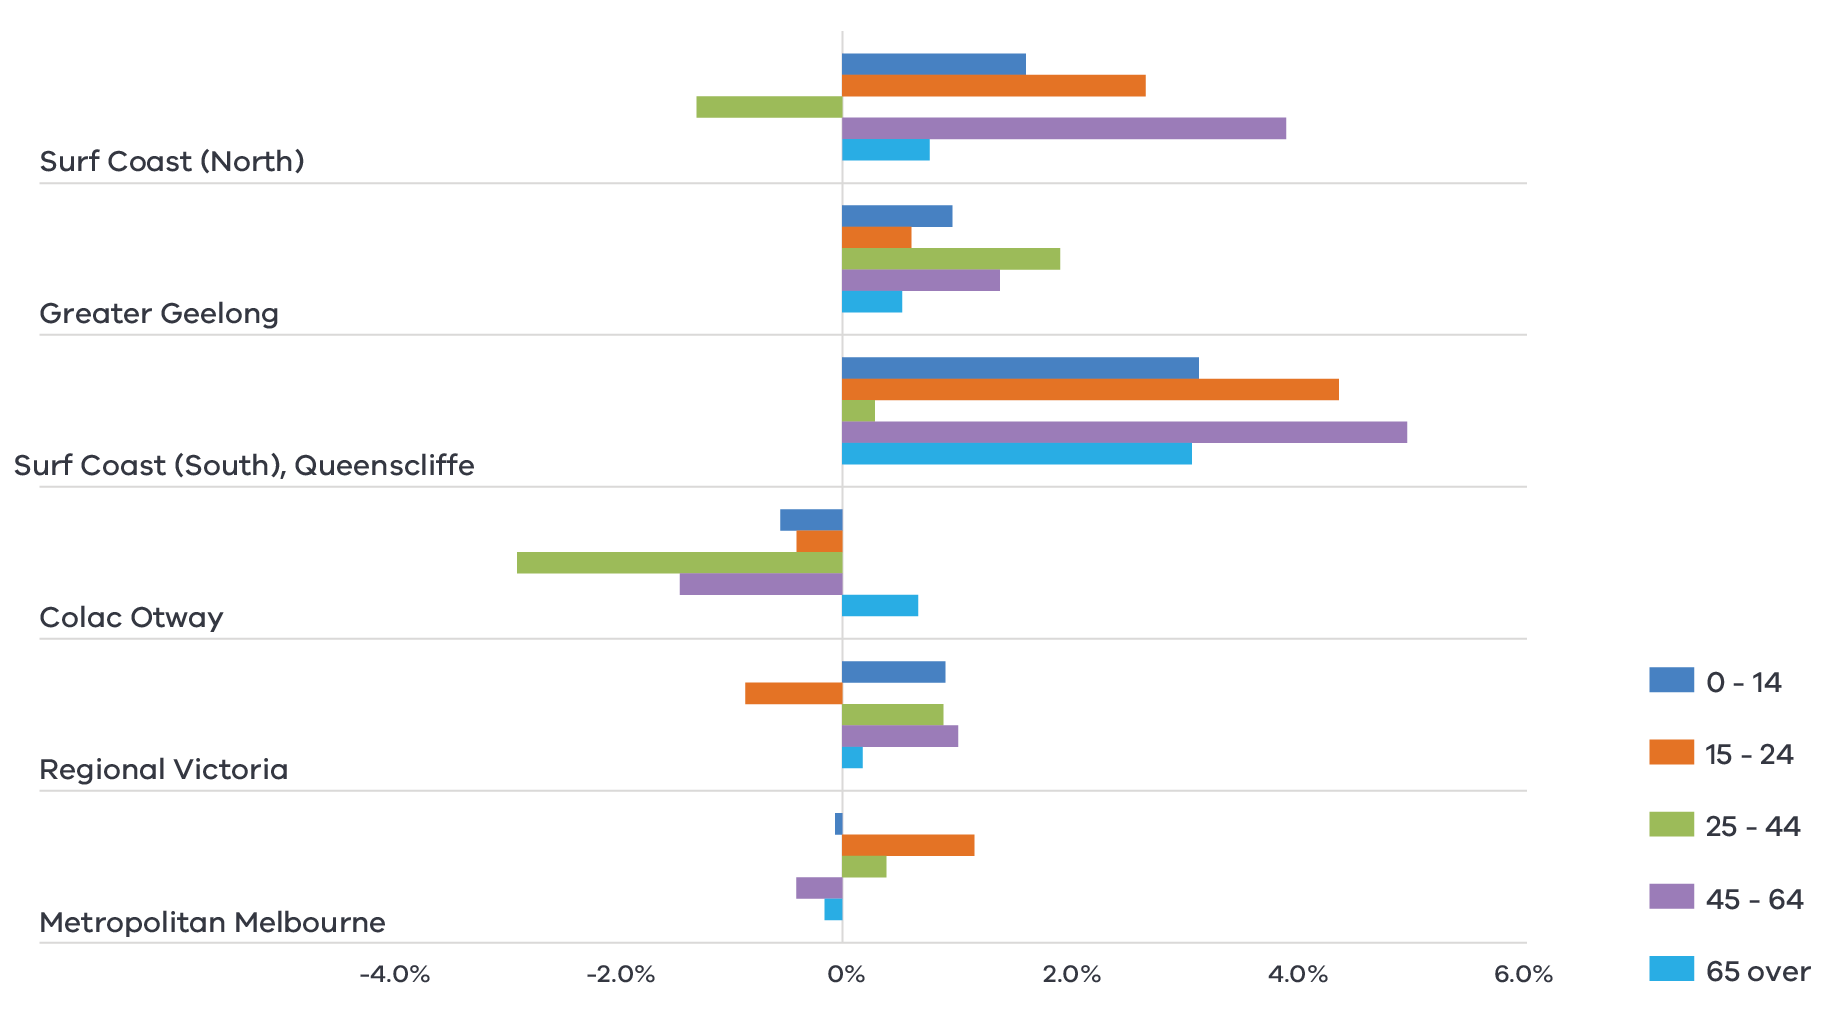 Surf Coast (North)
Greater Geelong
Surf Coast (South), Queenscliffe
Colac Otway
Regional Victoria
Metropolitan Melbourne
-4.0% -2.0% 0% 2.0% 4.0% 6.0%
0 - 14
15 - 24
25 - 44
45 - 64
65 over